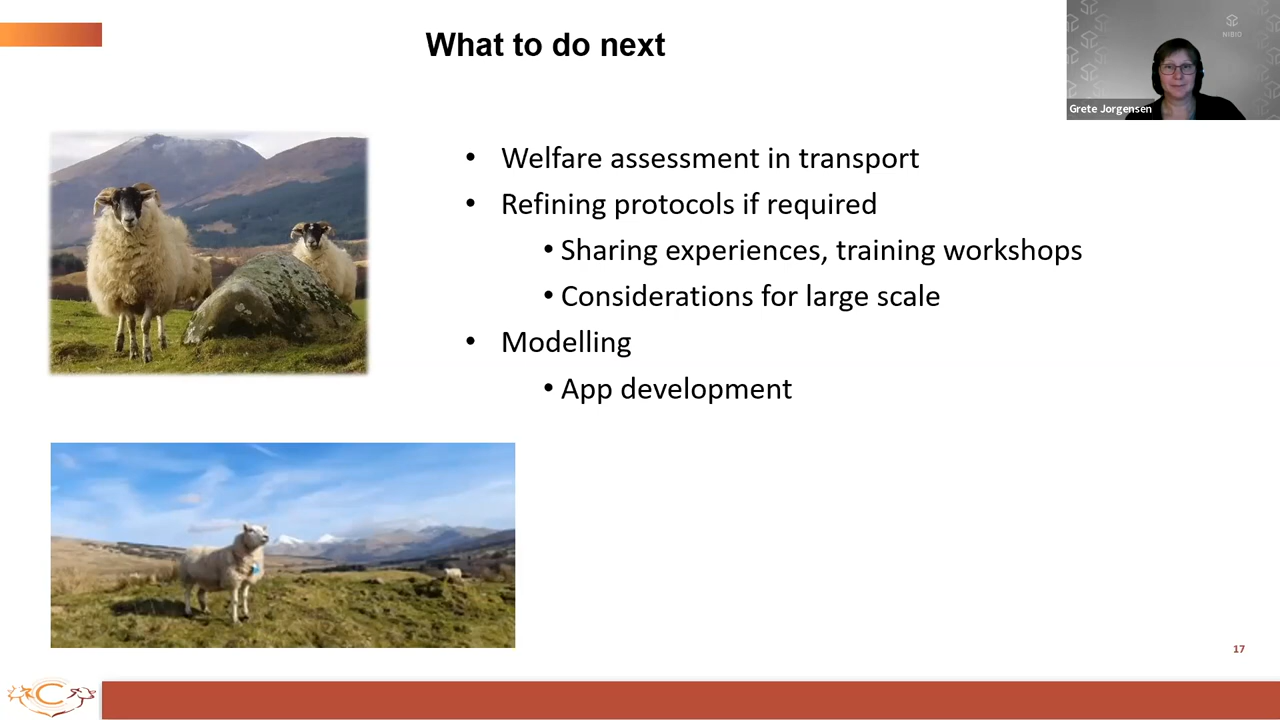 What to do next
NIBIO
Grete Jorgensen
• Welfare assessment in transport
• Refining protocols if required
• Sharing experiences, training workshops
• Considerations for large scale
• Modelling
• App development
17